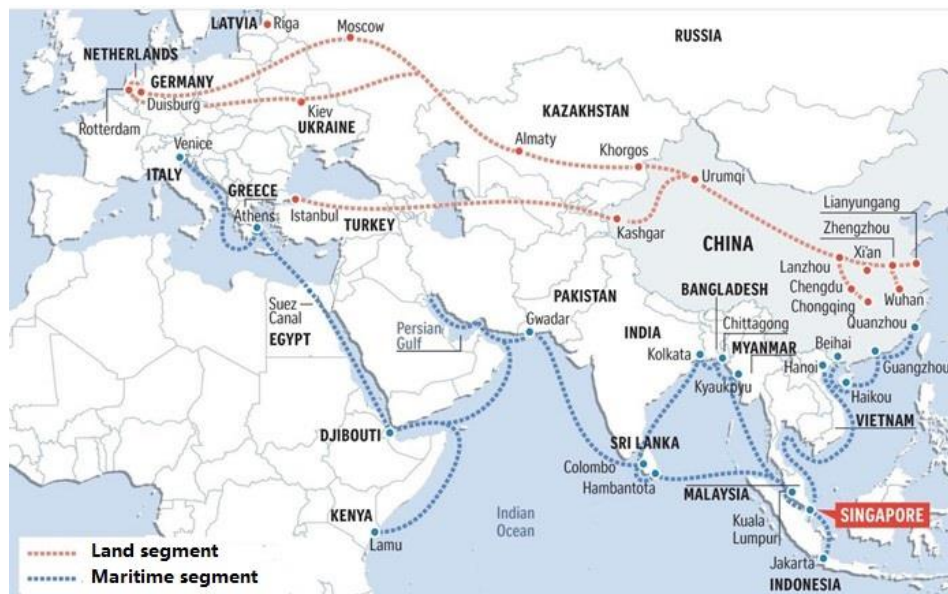 LATVIA
Riga
Moscow
RUSSIA
NETHERLANDS
GERMANY
Duisburg
Rotterdam
Kiev
UKRAINE
KAZAKHSTAN
Almaty
Khorgos
Urumqi
Venice
ITALY
GREECE
Athens
Istanbul
TURKEY
Kashgar
CHINA
Lianyungang
Zhengzhou
Xi'an
Lanzhou
Chengdu
Chongqing
Wuhan
Quanzhou
Suez
Canal
EGYPT
Persian
Gulf
PAKISTAN
Gwadar
INDIA
BANGLADESH
Chittagong
MYANMAR
Kolkata
Kyaukpyu
Beihai
Hanoi
Guangzhou
Haikou
VIETNAM
DJIBOUTI
SRI LANKA
Colombo
Hambantota
MALAYSIA
Kuala
Lumpur
SINGAPORE
KENYA
Lamu
Indian
Ocean
Jakarta
INDONESIA
Land segment
Maritime segment